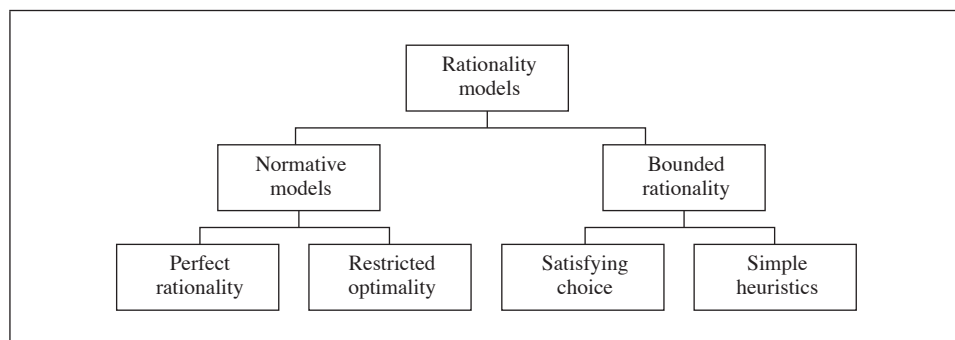 Rationality
models
Normative
models
Bounded
rationality
Perfect
rationality
Restricted
optimality
Satisfying
choice
Simple
heuristics